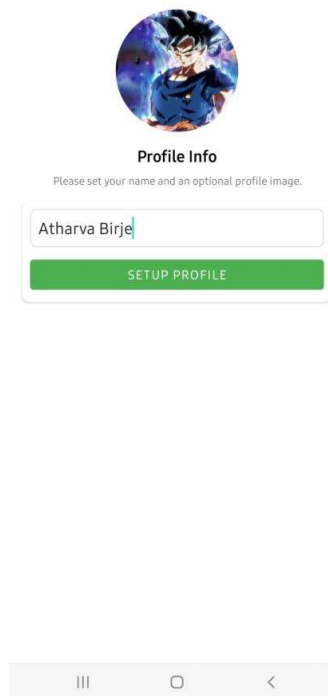 Profile Info
Please set your name and an optional profile image.
Atharva Birje
SETUP PROFILE